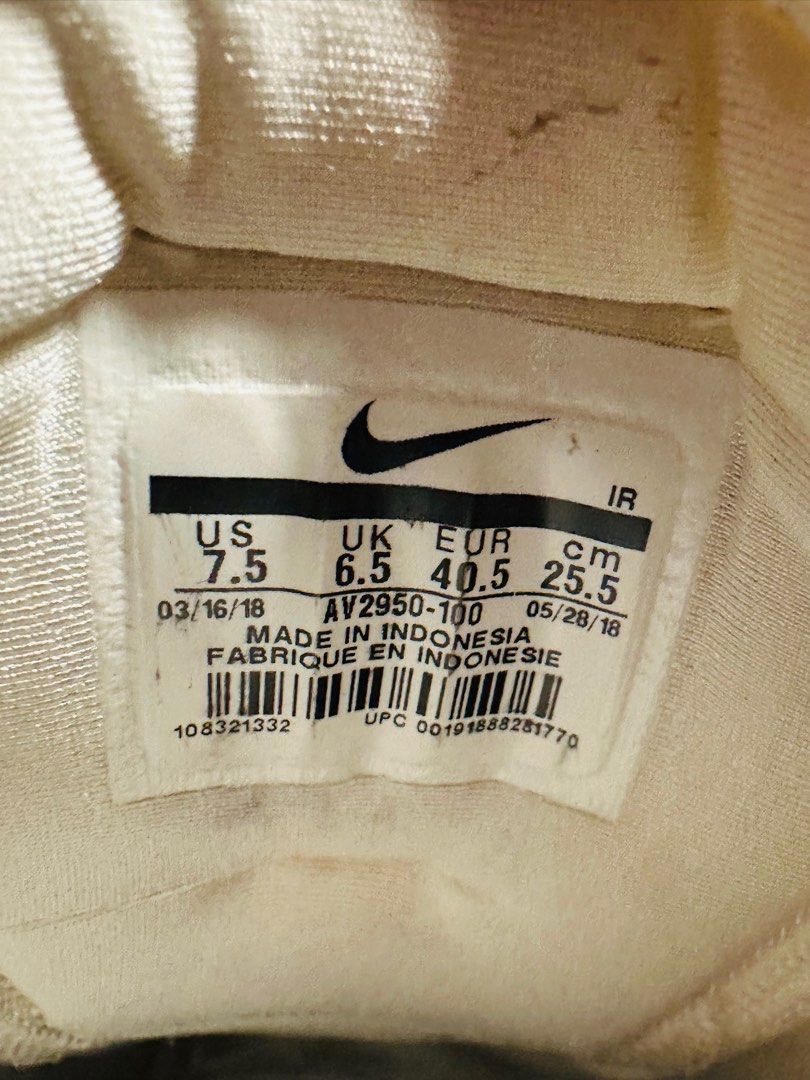 IR
US UK EUR cm
7.5 6.5 40.5 25.5
03/16/18 AV2950-100 05/28/18
MADE IN INDONESIA
FABRIQUE EN INDONESIE
108321332 UPC 00191888281770